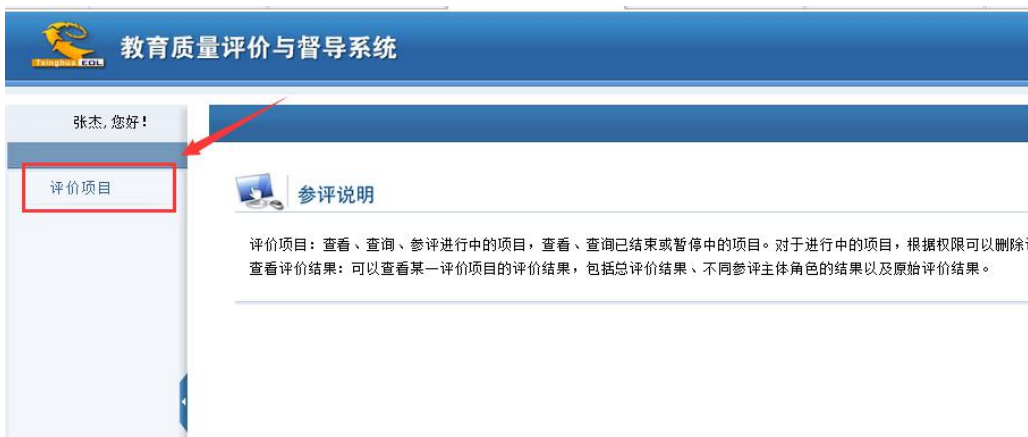 Tsinghua EOL
教育质量评价与督导系统
张杰, 您好!
评价项目
参评说明
评价项目: 查看、查询、参评进行中的项目, 查看、查询已结束或暂停中的项目。对于进行中的项目, 根据权限可以删除
查看评价结果: 可以查看某一评价项目的评价结果, 包括总评价结果、不同参评主体角色的结果以及原始评价结果。